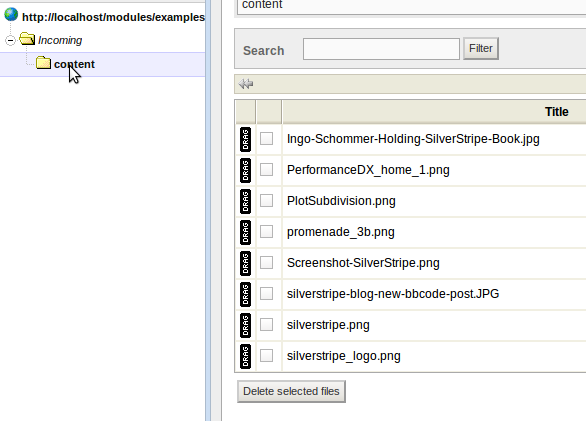 http://localhost/modules/examples
Incoming
content
content
Search
Filter
Title
DRAG Ingo-Schommer-Holding-SilverStripe-Book.jpg
DRAG PerformanceDX_home_1.png
DRAG PlotSubdivision.png
DRAG promenade_3b.png
DRAG Screenshot-SilverStripe.png
DRAG silverstripe-blog-new-bbcode-post.JPG
DRAG silverstripe.png
DRAG silverstripe_logo.png
Delete selected files